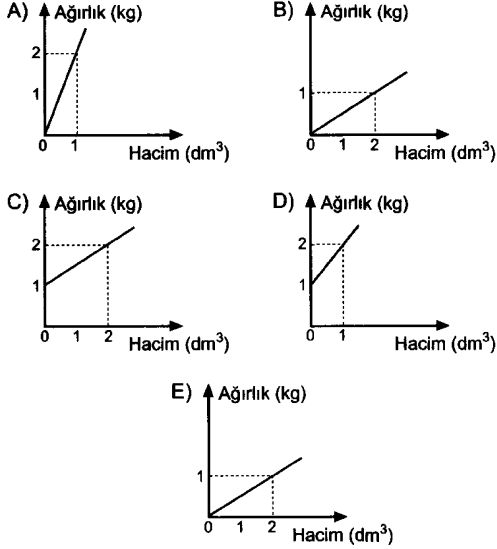 A) Ağırlık (kg)
2
1
0 1
Hacim (dm³)
B) Ağırlık (kg)
1
0 1 2
Hacim (dm³)
C) Ağırlık (kg)
2
1
0 1 2
Hacim (dm³)
D) Ağırlık (kg)
2
1
0 1
Hacim (dm³)
E) Ağırlık (kg)
1
0 1 2
Hacim (dm³)